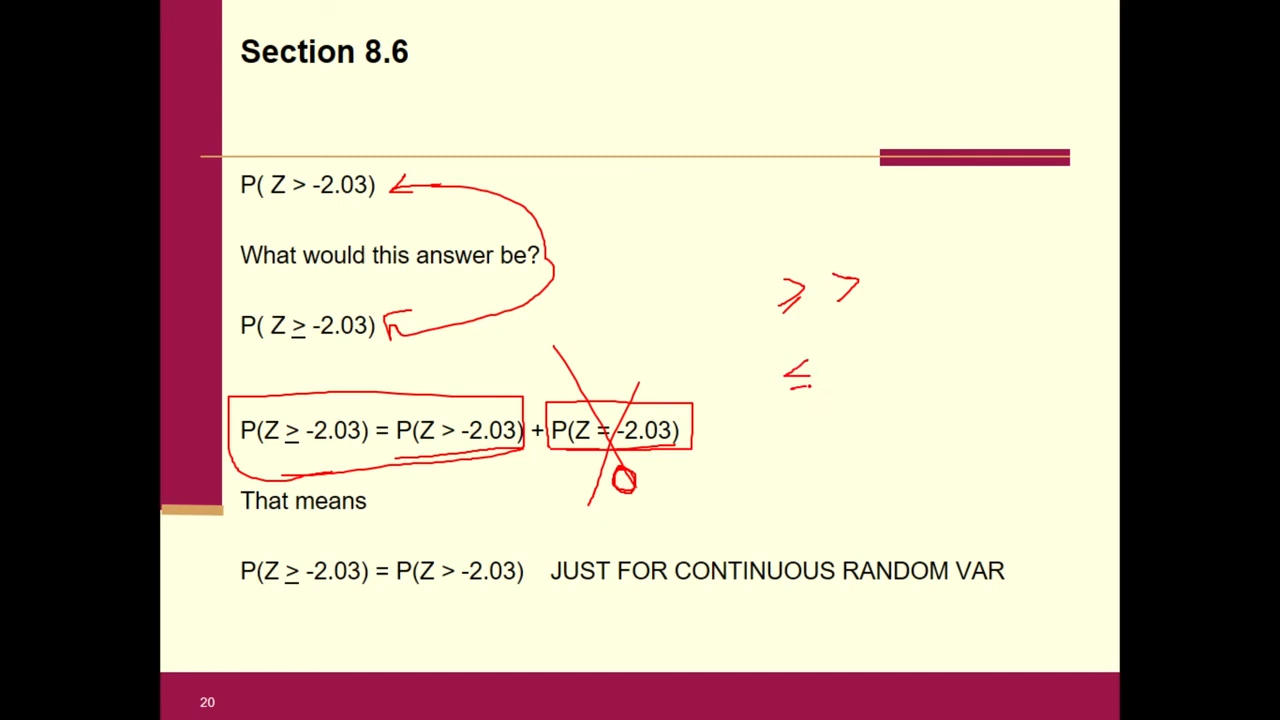 Section 8.6
P( Z > -2.03)
What would this answer be?
P( Z ≥ -2.03)
≥ >
≤
P(Z ≥ -2.03) = P(Z > -2.03) + P(Z = -2.03)
0
That means
P(Z ≥ -2.03) = P(Z > -2.03) JUST FOR CONTINUOUS RANDOM VAR
20